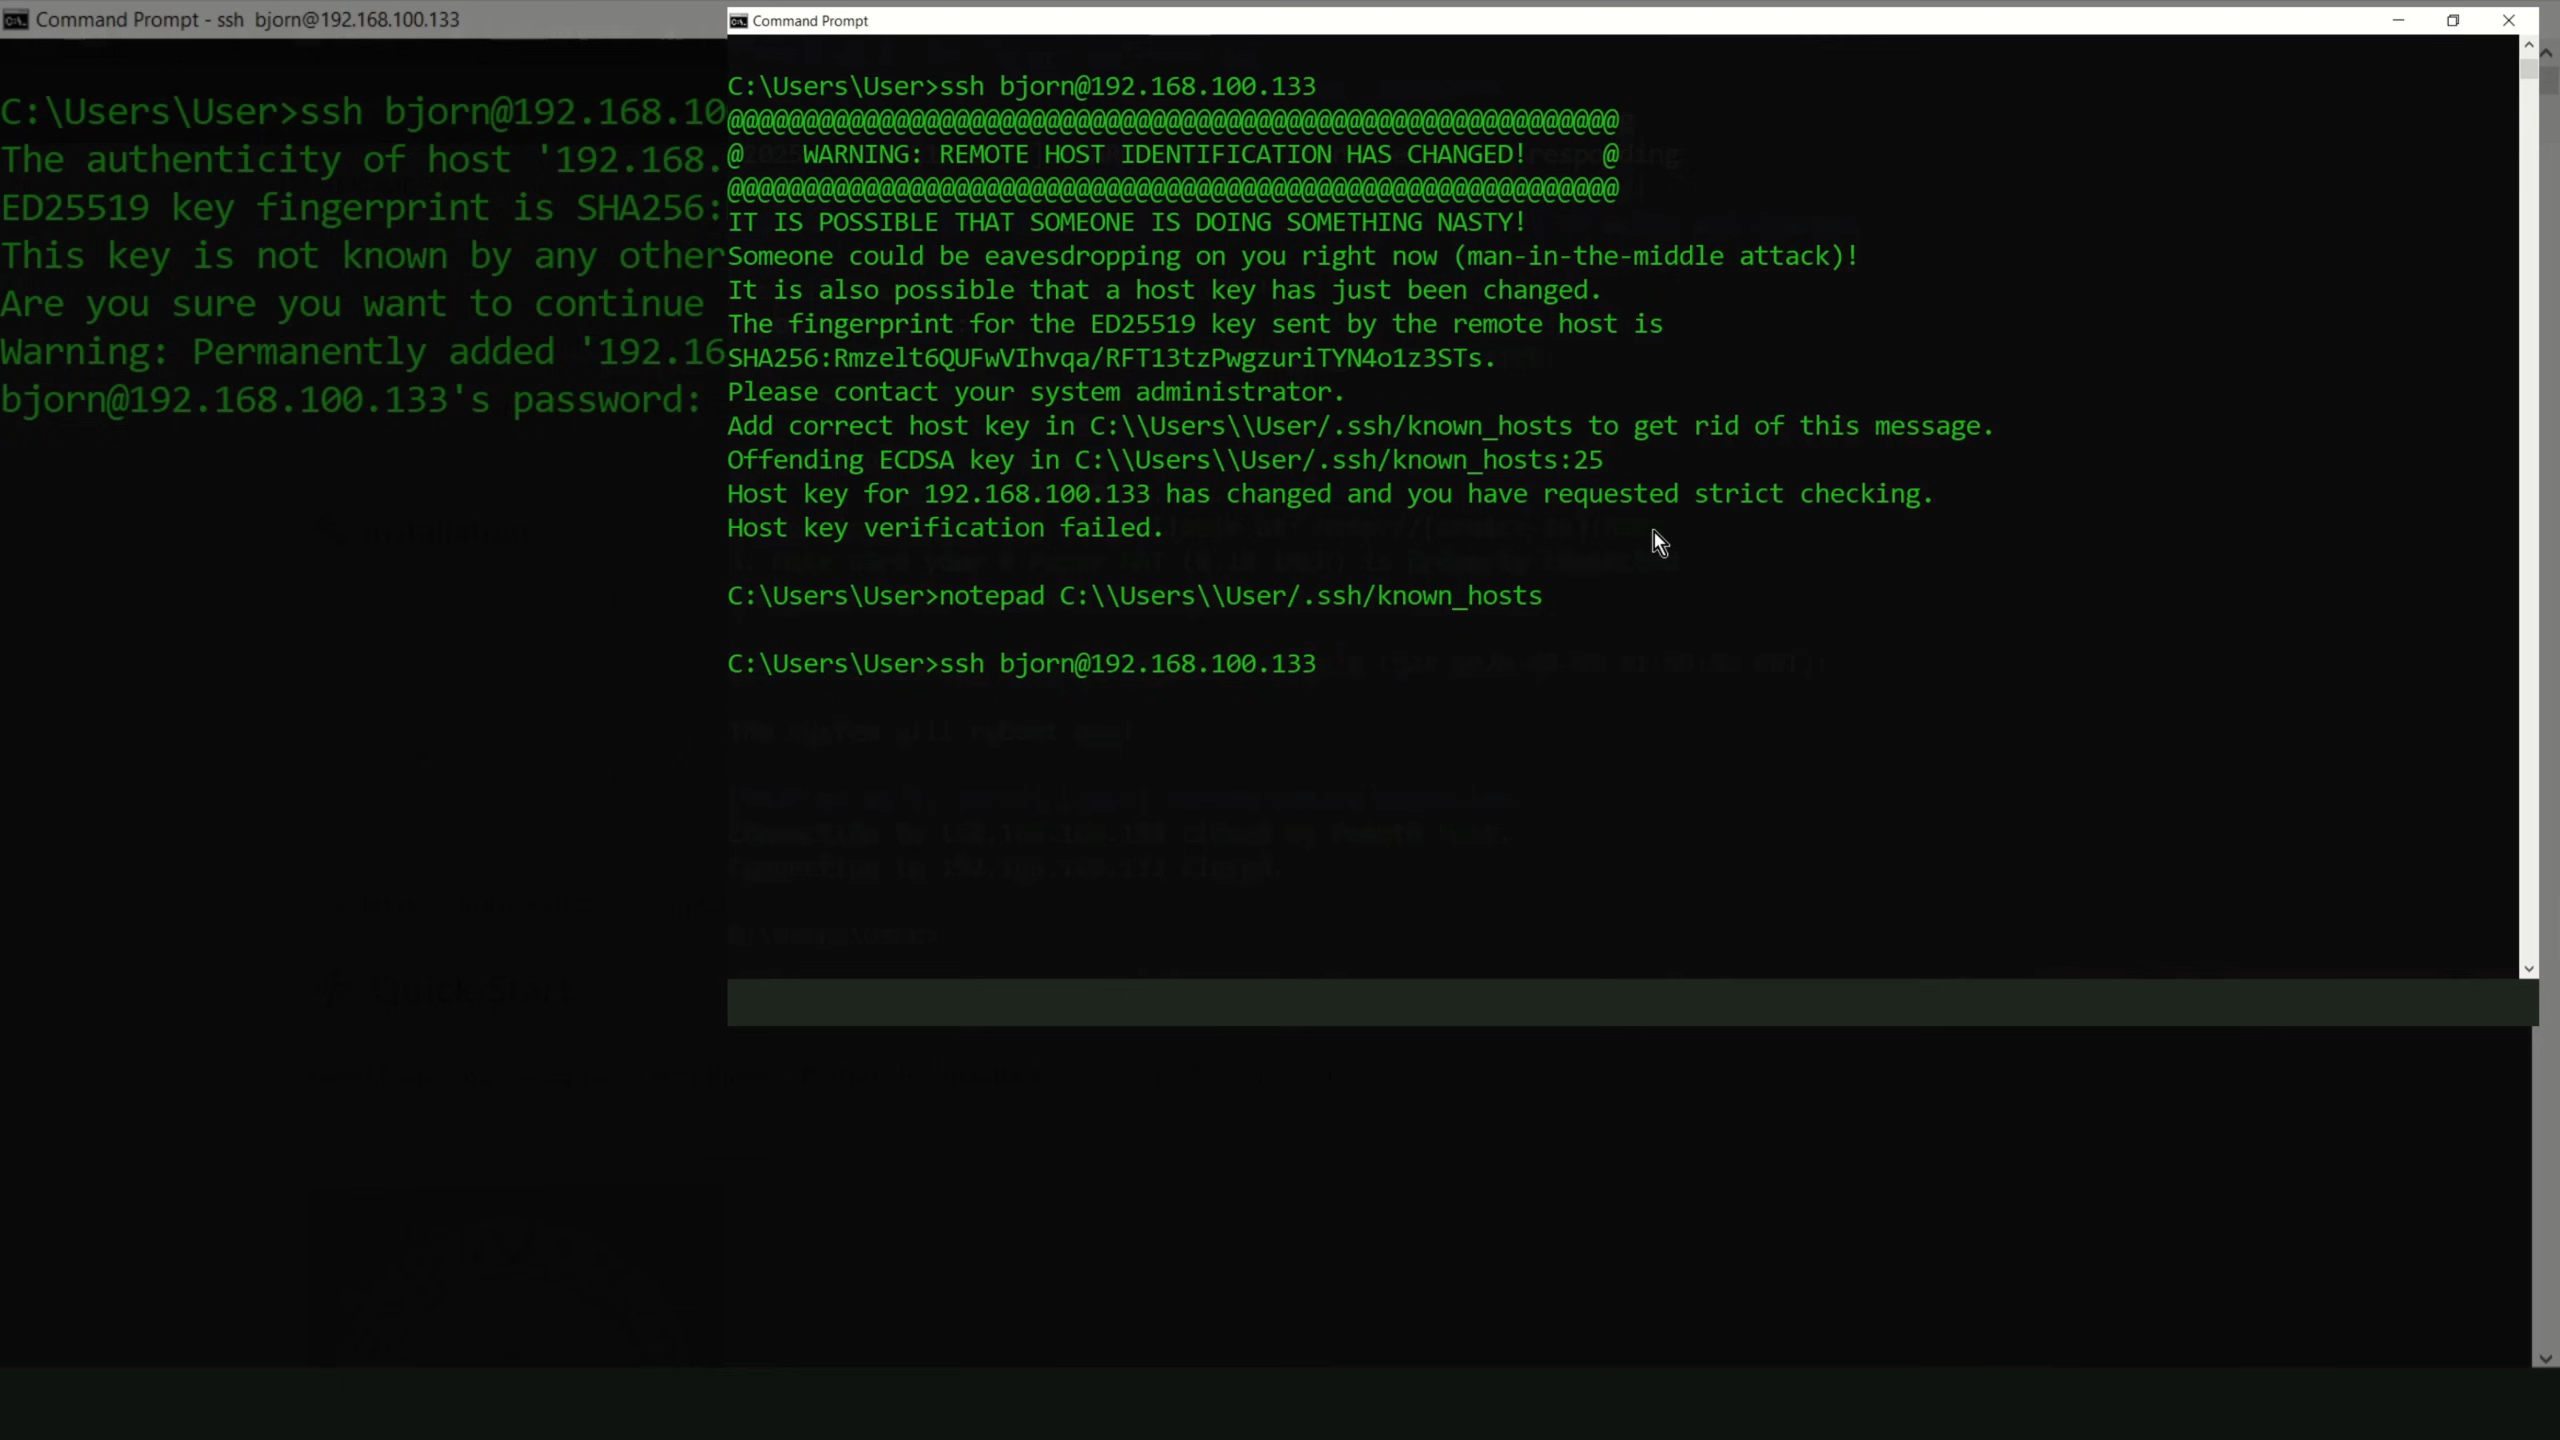 Command Prompt - ssh  bjorn@192.168.100.133
C:\Users\User>ssh bjorn@192.168.10
The authenticity of host '192.168.
ED25519 key fingerprint is SHA256:
This key is not known by any other
Are you sure you want to continue
Warning: Permanently added '192.16
bjorn@192.168.100.133's password:
Command Prompt
C:\Users\User>ssh bjorn@192.168.100.133
@@@@@@@@@@@@@@@@@@@@@@@@@@@@@@@@@@@@@@@@@@@@@@@@@@@@@@@@@@@
@    WARNING: REMOTE HOST IDENTIFICATION HAS CHANGED!     @
@@@@@@@@@@@@@@@@@@@@@@@@@@@@@@@@@@@@@@@@@@@@@@@@@@@@@@@@@@@
IT IS POSSIBLE THAT SOMEONE IS DOING SOMETHING NASTY!
Someone could be eavesdropping on you right now (man-in-the-middle attack)!
It is also possible that a host key has just been changed.
The fingerprint for the ED25519 key sent by the remote host is
SHA256:Rmzelt6QUFwVIhvqa/RFT13tzPwgzuriTYN4o1z3STs.
Please contact your system administrator.
Add correct host key in C:\\Users\\User/.ssh/known_hosts to get rid of this message.
Offending ECDSA key in C:\\Users\\User/.ssh/known_hosts:25
Host key for 192.168.100.133 has changed and you have requested strict checking.
Host key verification failed.
C:\Users\User>notepad C:\\Users\\User/.ssh/known_hosts
C:\Users\User>ssh bjorn@192.168.100.133